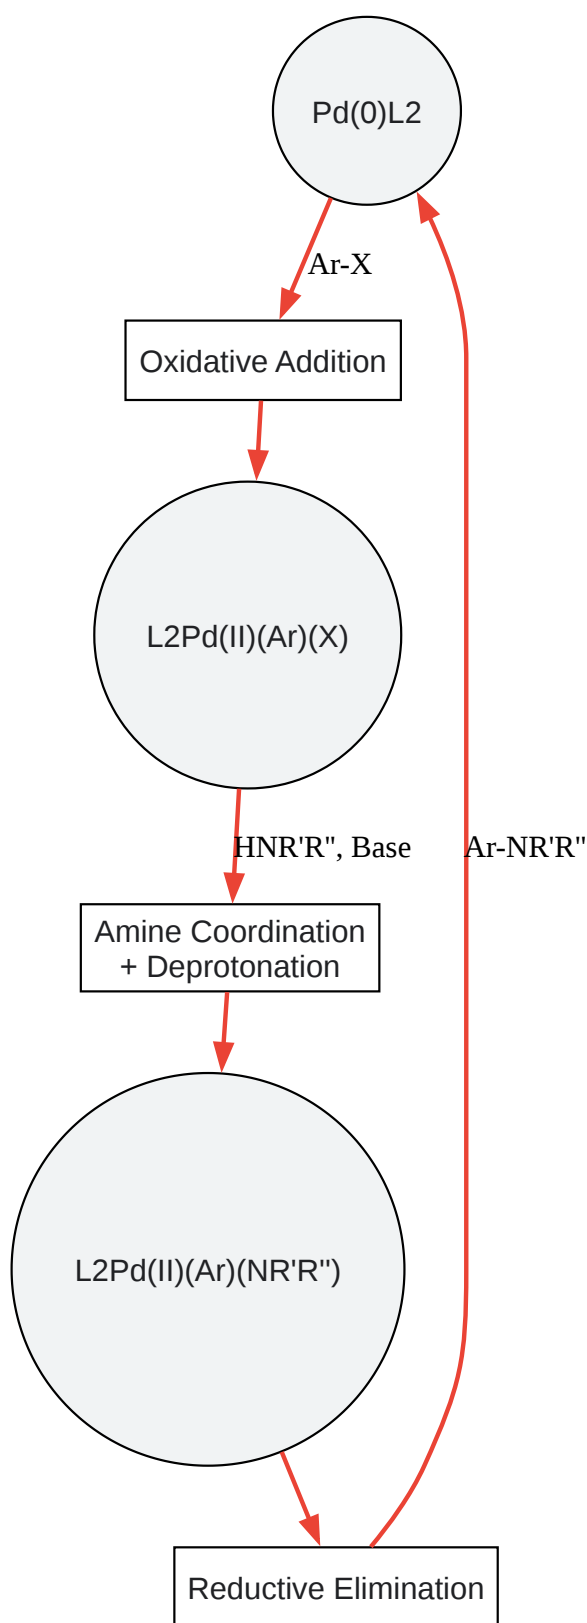 Pd(0)L2
Ar-X
Oxidative Addition
L2Pd(II)(Ar)(X)
HNR'R'', Base
Ar-NR'R''
Amine Coordination
+ Deprotonation
L2Pd(II)(Ar)(NR'R'')
Reductive Elimination